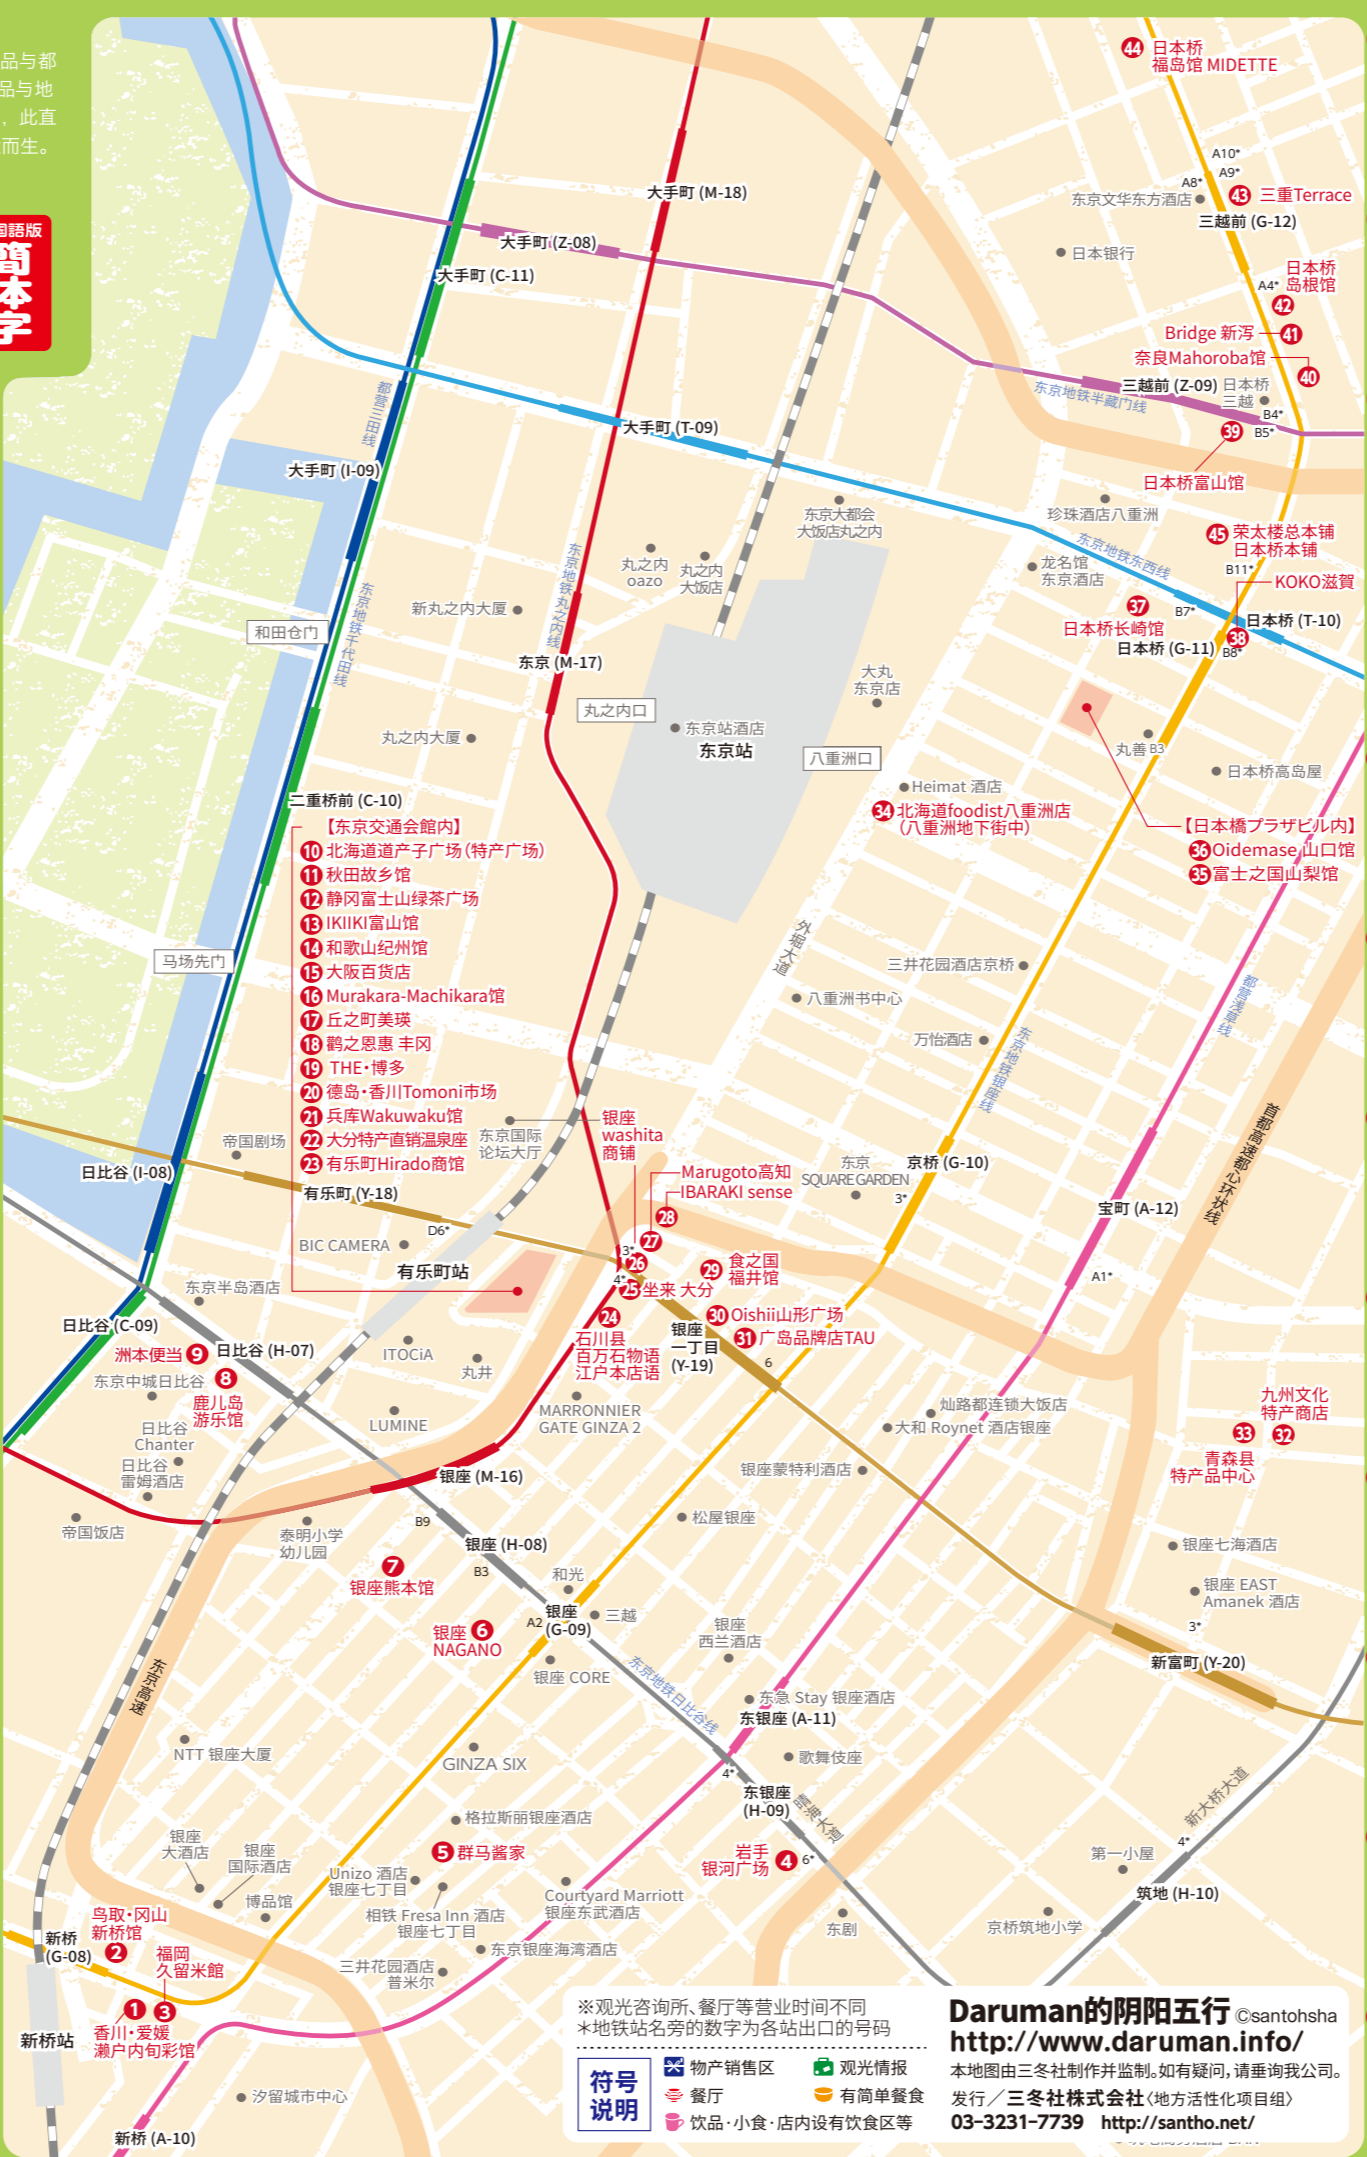 品与都
品与地
，此直
而生。
国語版
簡
本
字
44 日本桥
福岛馆 MIDETTE
A10*
A9*
A8*
43 三重Terrace
东京文华东方酒店
三越前 (G-12)
日本银行
大手町 (M-18)
大手町 (Z-08)
大手町 (C-11)
日本桥
岛根馆
A4*
42
Bridge 新泻 41
奈良Mahoroba馆
40
三越前 (Z-09)
日本桥
三越
东京地铁半藏门线
B4*
B5*
39
日本桥富山馆
都营三田线
大手町 (T-09)
大手町 (I-09)
东京大都会
大饭店丸之内
珍珠酒店八重洲
45 荣太楼总本铺
日本桥本铺
东京地铁东西线
龙名馆
东京酒店
B11*
KOKO滋賀
丸之内
oazo
丸之内
大饭店
新丸之内大厦
东京地铁丸之内线
东京地铁千代田线
37
日本桥长崎馆
B7*
日本桥 (T-10)
38
日本桥 (G-11)
B8*
和田仓门
东京 (M-17)
大丸
东京店
丸之内口
东京站酒店
东京站
八重洲口
丸之内大厦
丸善 B3
日本桥高岛屋
Heimat 酒店
34 北海道foodist八重洲店
（八重洲地下街中）
【日本橋プラザビル内】
36 Oidemase 山口馆
35 富士之国山梨馆
二重桥前 (C-10)
【东京交通会館内】
10 北海道道产子广场（特产广场）
11 秋田故乡馆
12 静冈富士山绿茶广场
13 IKIIKI富山馆
14 和歌山纪州馆
15 大阪百货店
16 Murakara-Machikara馆
17 丘之町美瑛
18 鹳之恩惠 丰冈
19 THE・博多
20 德岛・香川Tomoni市场
21 兵库Wakuwaku馆
22 大分特产直销温泉座
23 有乐町Hirado商馆
马场先门
外堀大道
三井花园酒店京桥
八重洲书中心
万怡酒店
东京地铁银座线
都营浅草线
首都高速都心环状线
帝国剧场
日比谷 (I-08)
有乐町 (Y-18)
东京国际
论坛大厅
银座
washita
商铺
Marugoto高知
IBARAKI sense
东京
SQUARE GARDEN
京桥 (G-10)
3*
宝町 (A-12)
A1*
D6*
BIC CAMERA
有乐町站
28
27
3*
26
4*
25 坐来 大分
29 食之国
福井馆
24
石川县
百万石物语
江户本店语
30 Oishii山形广场
31 广岛品牌店TAU
银座
一丁目
(Y-19)
6
东京半岛酒店
日比谷 (C-09)
洲本便当 9
日比谷 (H-07)
东京中城日比谷
8
鹿儿岛
游乐馆
ITOCiA
丸井
LUMINE
MARRONNIER
GATE GINZA 2
日比谷
Chanter
日比谷
雷姆酒店
帝国饭店
灿路都连锁大饭店
大和 Roynet 酒店银座
九州文化
特产商店
33 32
青森县
特产品中心
银座蒙特利酒店
银座 (M-16)
B9
松屋银座
泰明小学
幼儿园
银座 (H-08)
B3
7
银座熊本馆
和光
银座七海酒店
银座 EAST
Amanek 酒店
银座 6
NAGANO
A2
银座
(G-09)
三越
银座
西兰酒店
3*
新富町 (Y-20)
银座 CORE
东京地铁日比谷线
东京高速
东急 Stay 银座酒店
东银座 (A-11)
歌舞伎座
NTT 银座大厦
GINZA SIX
4*
东银座
(H-09)
晴海大道
新大桥大道
格拉斯丽银座酒店
5 群马酱家
岩手
银河广场 4
6*
4*
第一小屋
银座
大酒店
银座
国际酒店
博品馆
Unizo 酒店
银座七丁目
相铁 Fresa Inn 酒店
银座七丁目
Courtyard Marriott
银座东武酒店
东剧
筑地 (H-10)
京桥筑地小学
鸟取・冈山
新桥馆
2
新桥
(G-08)
福岡
久留米館
东京银座海湾酒店
三井花园酒店
普米尔
1 3
香川・爱媛
濑户内旬彩馆
新桥站
汐留城市中心
新桥 (A-10)
※观光咨询所、餐厅等营业时间不同
＊地铁站名旁的数字为各站出口的号码
符号
说明
物产销售区
观光情报
餐厅
有简单餐食
饮品・小食・店内设有饮食区等
Daruman的阴阳五行 ©santohsha
http://www.daruman.info/
本地图由三冬社制作并监制。如有疑问，请垂询我公司。
发行／三冬社株式会社〈地方活性化项目组〉
03-3231-7739 http://santho.net/